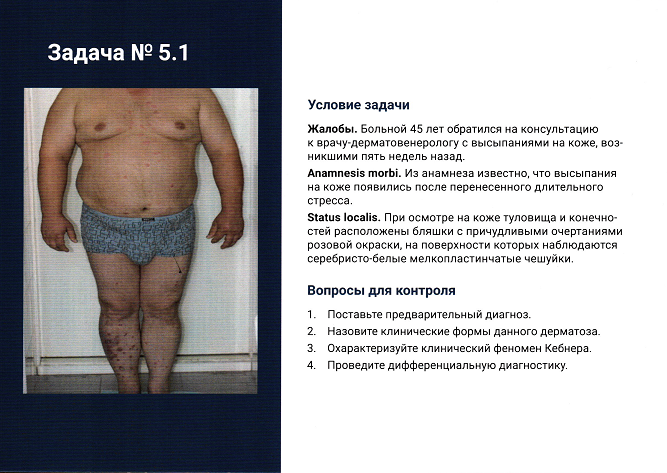 Задача № 5.1
Условие задачи
Жалобы. Больной 45 лет обратился на консультацию
к врачу-дерматовенерологу с высыпаниями на коже, воз-
никшими пять недель назад.
Anamnesis morbi. Из анамнеза известно, что высыпания
на коже появились после перенесенного длительного
стресса.
Status localis. При осмотре на коже туловища и конечно-
стей расположены бляшки с причудливыми очертаниями
розовой окраски, на поверхности которых наблюдаются
серебристо-белые мелкопластинчатые чешуйки.
Вопросы для контроля
1. Поставьте предварительный диагноз.
2. Назовите клинические формы данного дерматоза.
3. Охарактеризуйте клинический феномен Кебнера.
4. Проведите дифференциальную диагностику.